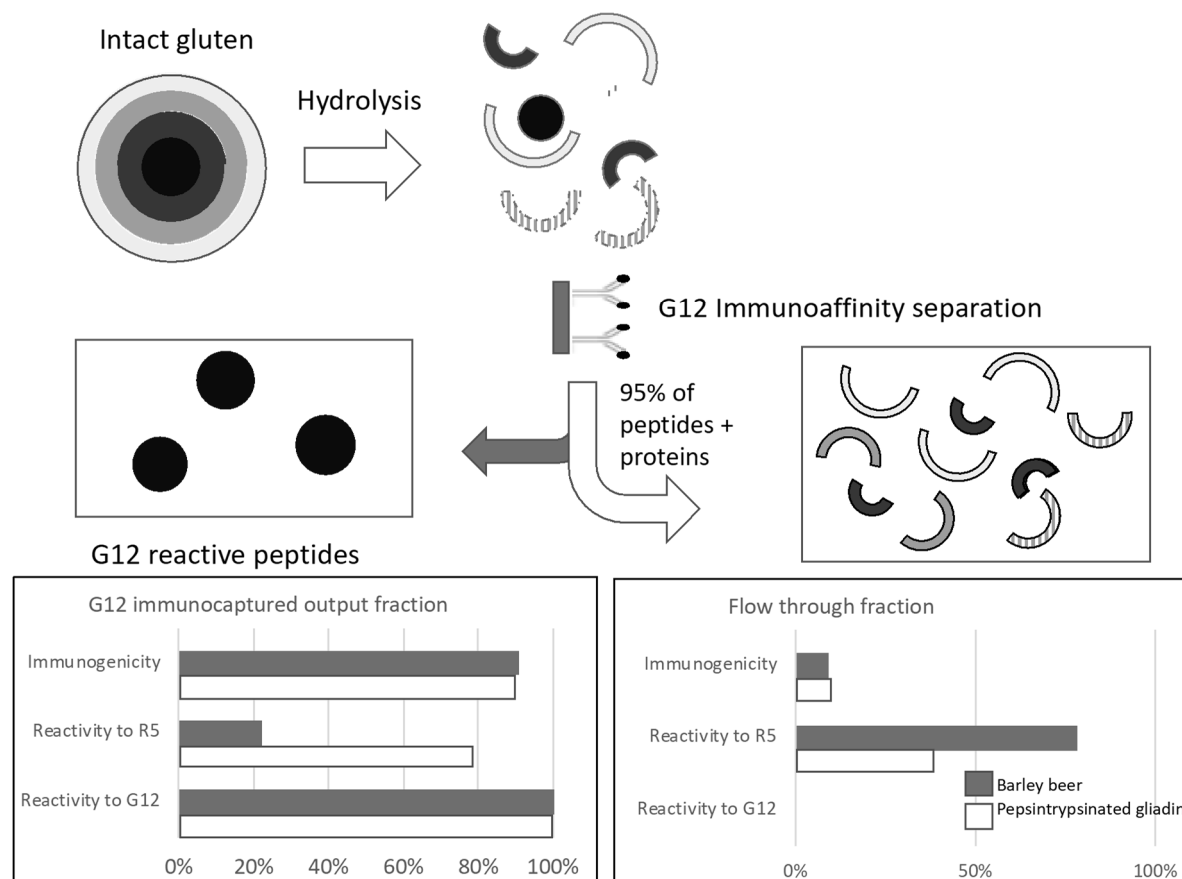 Intact gluten
Hydrolysis
G12 Immunoaffinity separation
95% of
peptides +
proteins
G12 reactive peptides
G12 immunocaptured output fraction
Immunogenicity
Reactivity to R5
Reactivity to G12
0% 20% 40% 60% 80% 100%
Flow through fraction
Immunogenicity
Reactivity to R5
Reactivity to G12
Barley beer
Pepsintrypsinated gliadin
0% 50% 100%